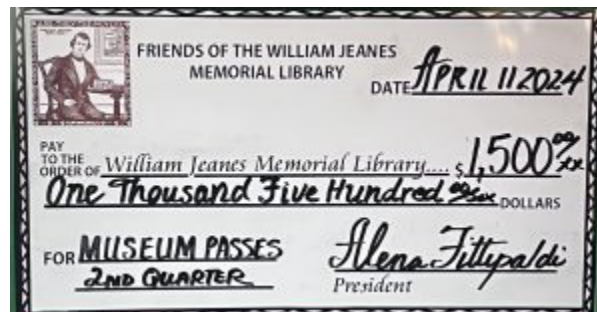 FRIENDS OF THE WILLIAM JEANES
MEMORIAL LIBRARY
DATE APRIL 11 2024
PAY
TO THE
ORDER OF William Jeanes Memorial Library.... $1,500 00/xx
One Thousand Five Hundred 00/xx DOLLARS
FOR MUSEUM PASSES
2ND QUARTER
Alena Fittipaldi
President